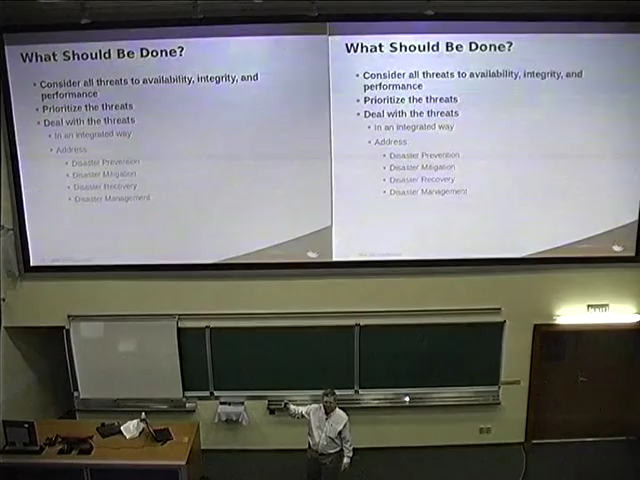 What Should Be Done?
• Consider all threats to availability, integrity, and
performance
• Prioritize the threats
• Deal with the threats
• In an integrated way
• Address
• Disaster Prevention
• Disaster Mitigation
• Disaster Recovery
• Disaster Management
What Should Be Done?
• Consider all threats to availability, integrity, and
performance
• Prioritize the threats
• Deal with the threats
• In an integrated way
• Address
• Disaster Prevention
• Disaster Mitigation
• Disaster Recovery
• Disaster Management